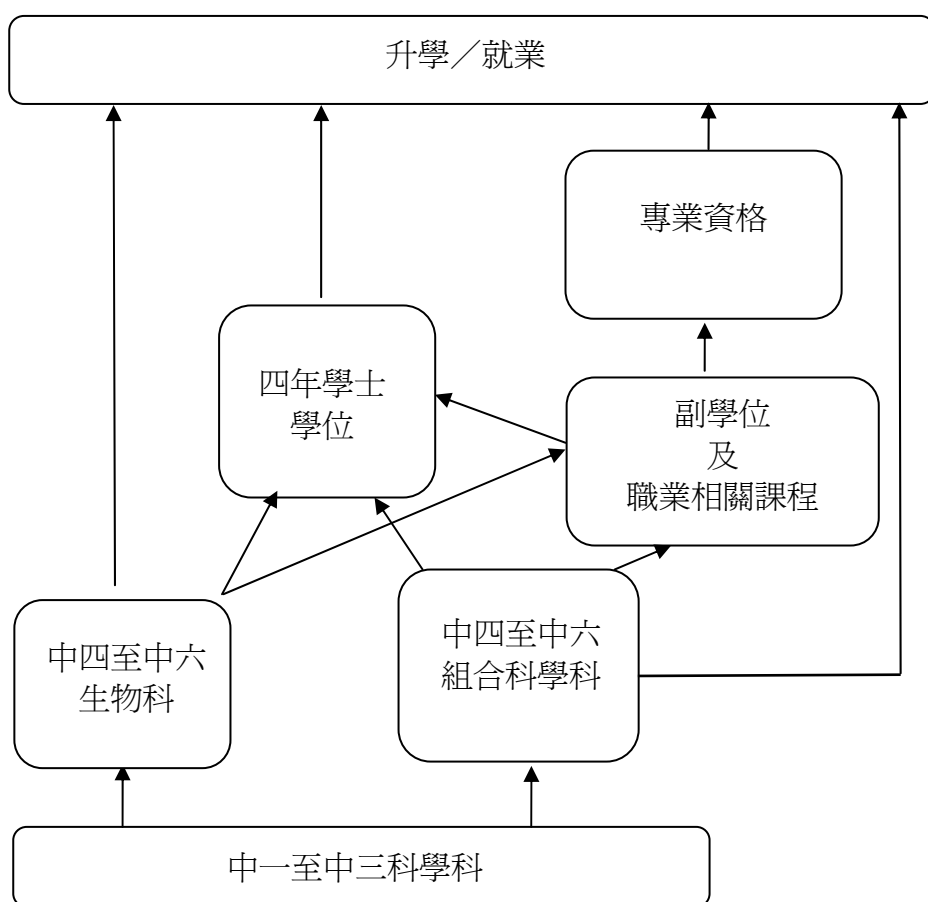 升學／就業
專業資格
四年學士
學位
副學位
及
職業相關課程
中四至中六
生物科
中四至中六
組合科學科
中一至中三科學科